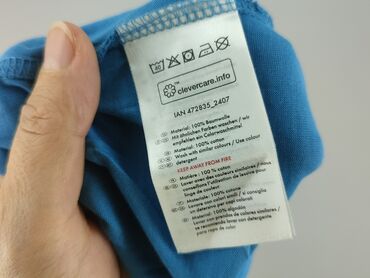 40
clevercare.info
IAN 472835_2407
Material: 100% Baumwolle
Mit ähnlichen Farben waschen / wir
empfehlen ein Colorwaschmittel
Material: 100% cotton
Wash with similar colours / Use colour
detergent
KEEP AWAY FROM FIRE
Matière : 100 % coton
Laver avec des couleurs similaires / nous
conseillons l'utilisation de lessive pour
linge couleur
Materiale: 100% cotone
Lavare con colori simili / si consiglia
un detersivo per capi colorati
Material: 100% algodón
Lavar con prendas de colores similares /
se recomienda lavar con detergente
para ropa de color